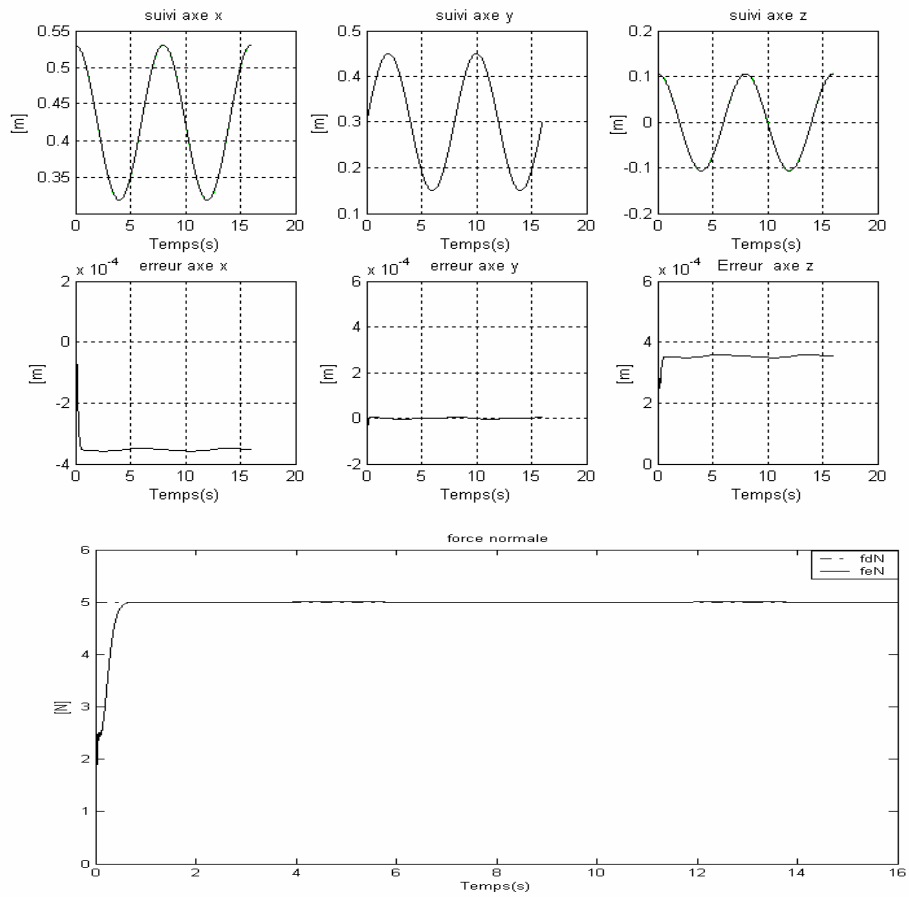 suivi axe x
suivi axe y
suivi axe z
0.55
0.5
0.45
0.4
0.35
[m]
0 5 10 15 20
Temps(s)
0.5
0.4
0.3
0.2
0.1
[m]
0 5 10 15 20
Temps(s)
0.2
0.1
0
-0.1
-0.2
[m]
0 5 10 15 20
Temps(s)
x 10^-4
erreur axe x
2
0
-2
-4
[m]
0 5 10 15 20
Temps(s)
x 10^-4
erreur axe y
6
4
2
0
-2
[m]
0 5 10 15 20
Temps(s)
x 10^-4
Erreur axe z
6
4
2
0
[m]
0 5 10 15 20
Temps(s)
force normale
6
5
4
3
2
1
0
[N]
fdN
feN
0 2 4 6 8 10 12 14 16
Temps(s)